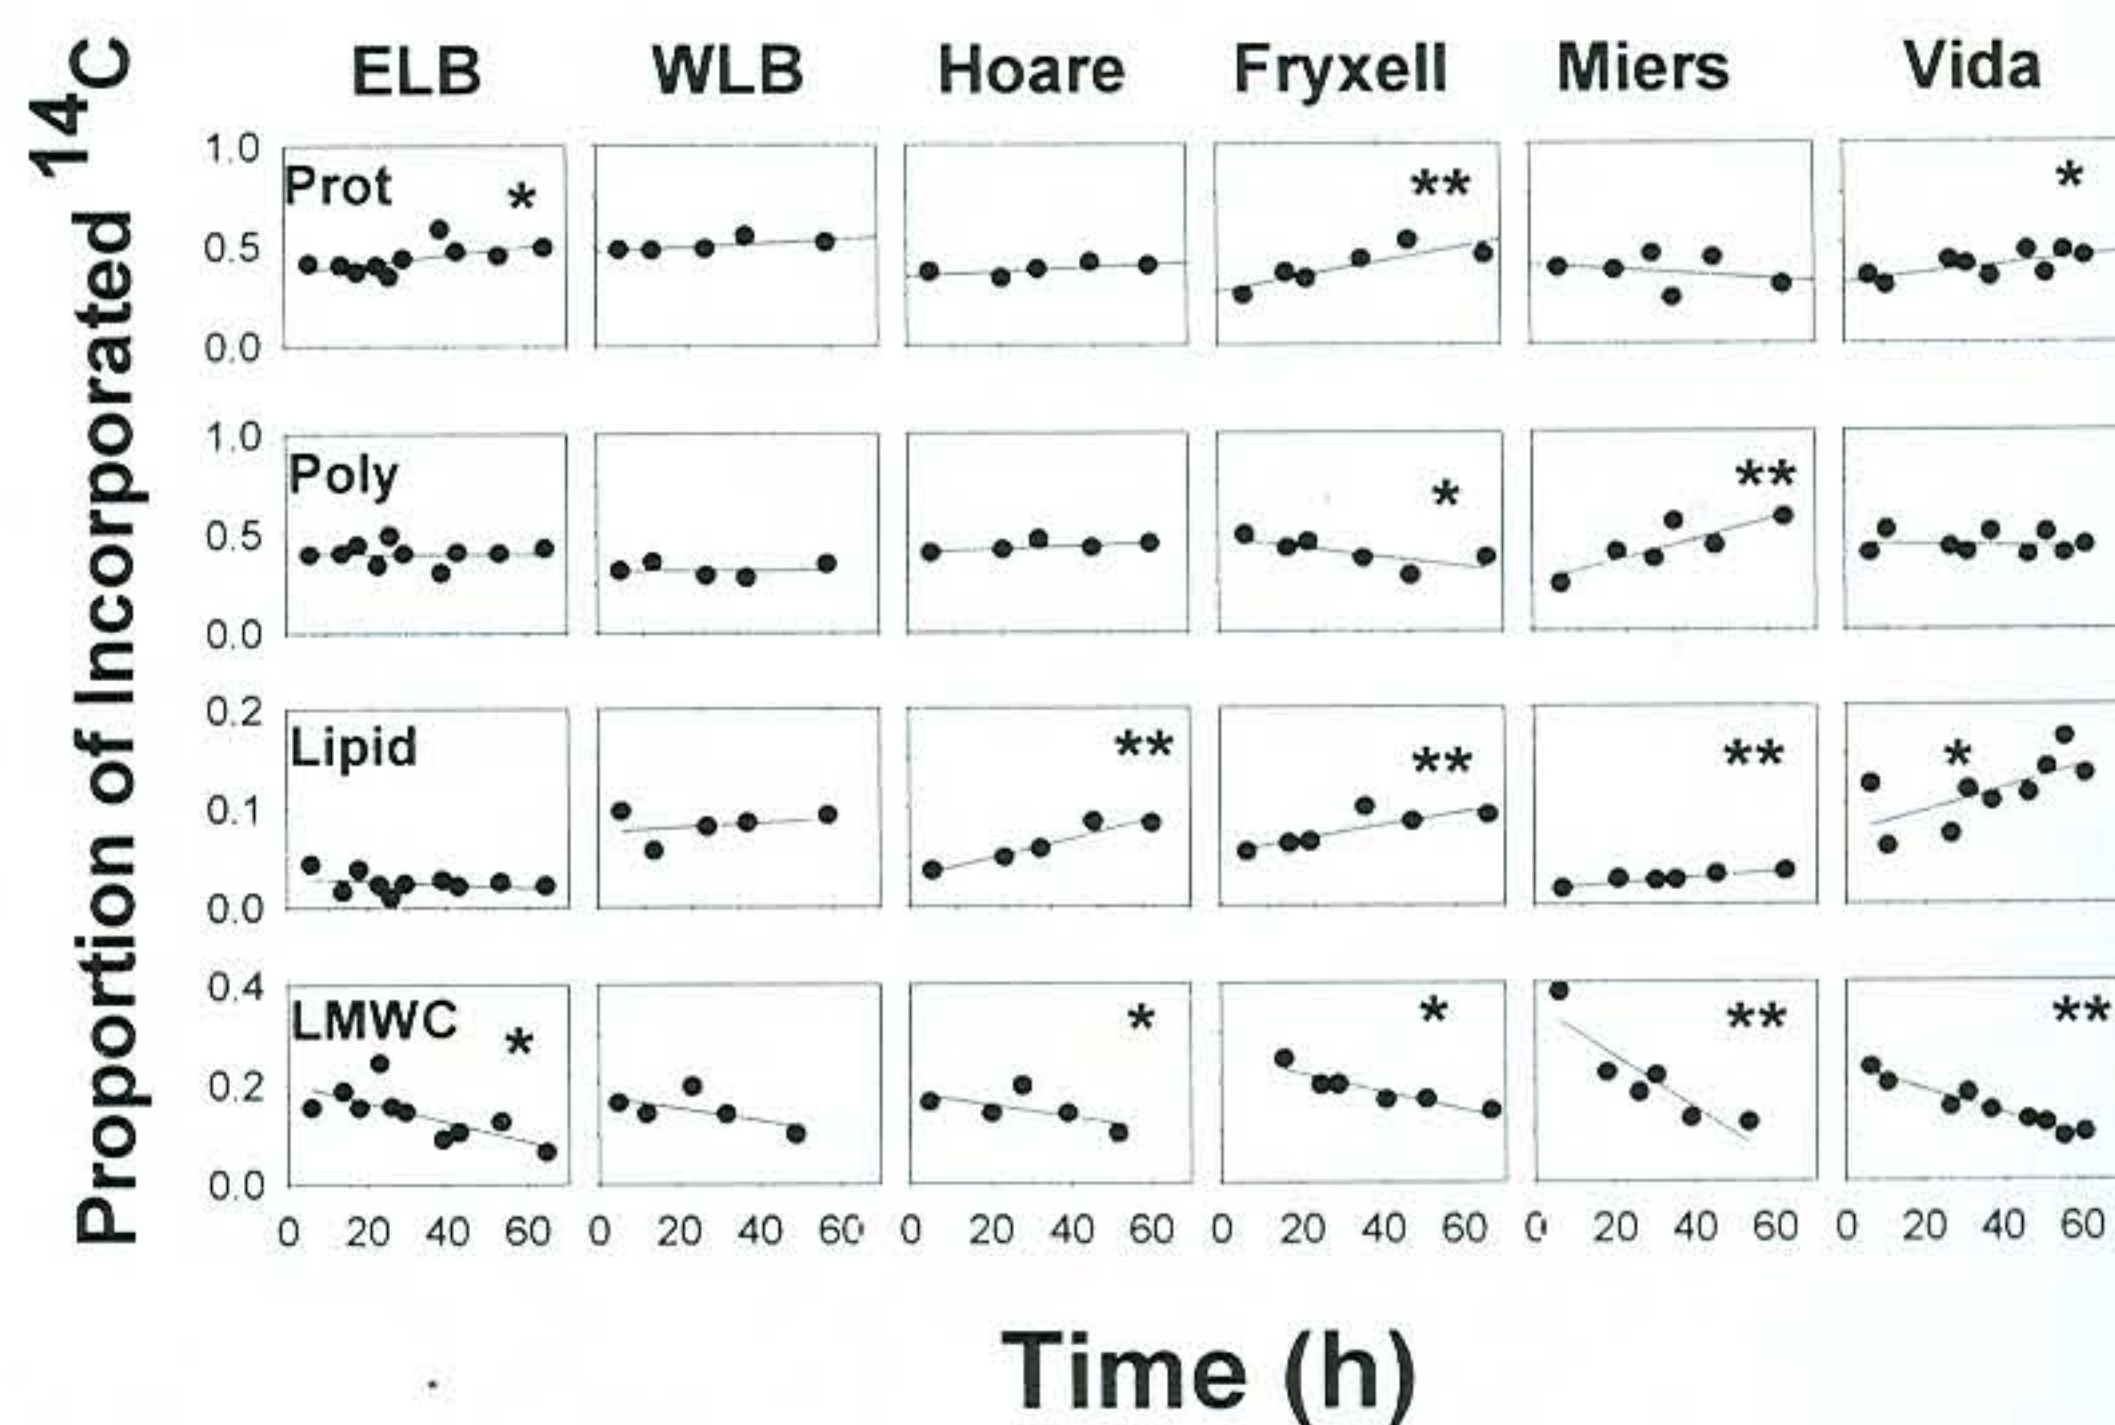 Proportion of Incorporated 14C
ELB WLB Hoare Fryxell Miers Vida
1.0
Prot * ** *
0.5
0.0
1.0
Poly * **
0.5
0.0
0.2
Lipid ** ** ** *
0.1
0.0
0.4
LMWC * * * ** **
0.2
0.0
0 20 40 60 0 20 40 60 0 20 40 60 0 20 40 60 0 20 40 60 0 20 40 60
Time (h)